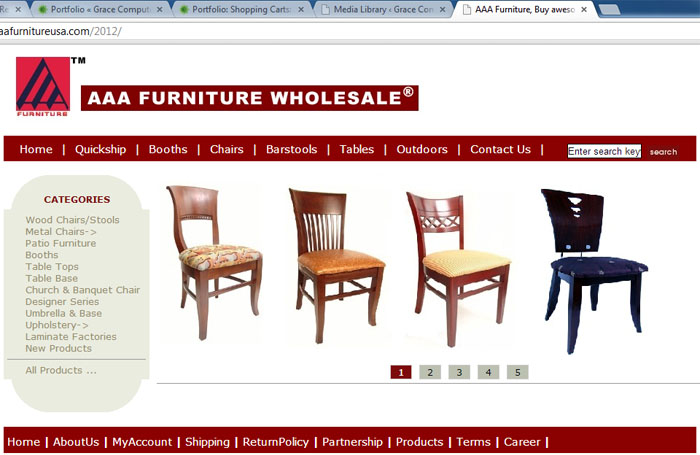 Re
Portfolio « Grace Comput
Portfolio: Shopping Carts:
Media Library ‹ Grace Con
AAA Furniture, Buy aweso
aafurnitureusa.com/2012/
TM
AAA
FURNITURE
AAA FURNITURE WHOLESALE®
Home | Quickship | Booths | Chairs | Barstools | Tables | Outdoors | Contact Us |
Enter search key
search
CATEGORIES
Wood Chairs/Stools
Metal Chairs->
Patio Furniture
Booths
Table Tops
Table Base
Church & Banquet Chair
Designer Series
Umbrella & Base
Upholstery->
Laminate Factories
New Products
All Products ...
1 2 3 4 5
Home | AboutUs | MyAccount | Shipping | ReturnPolicy | Partnership | Products | Terms | Career |